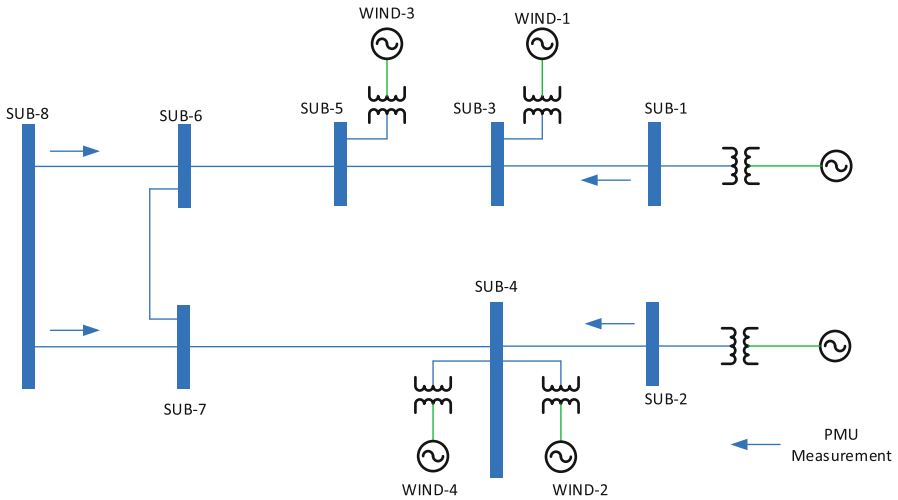 WIND-3
WIND-1
SUB-8
SUB-6
SUB-5
SUB-3
SUB-1
SUB-4
SUB-7
SUB-2
WIND-4
WIND-2
PMU
Measurement